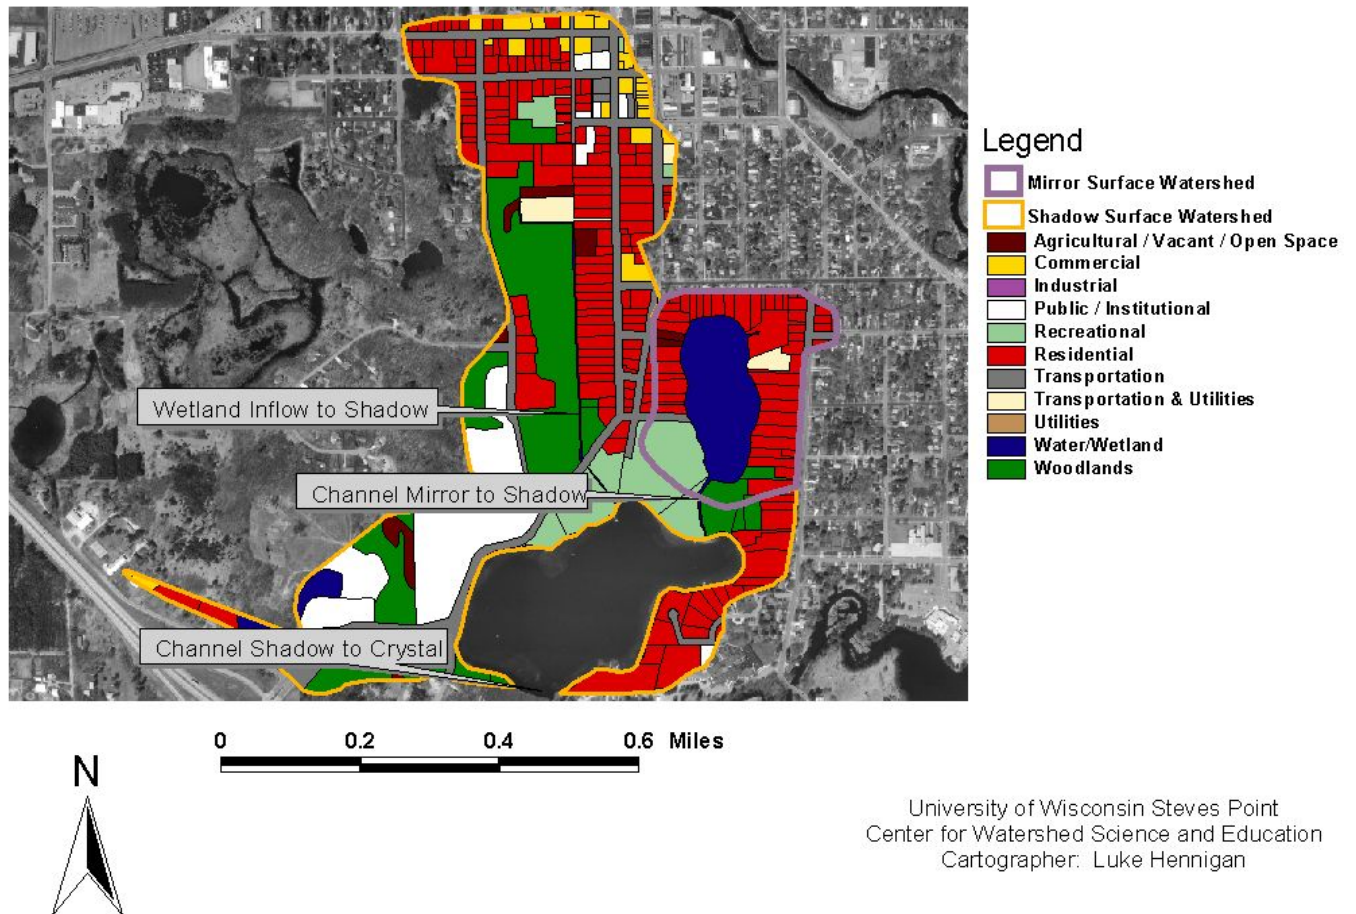 Legend
Mirror Surface Watershed
Shadow Surface Watershed
Agricultural / Vacant / Open Space
Commercial
Industrial
Public / Institutional
Recreational
Residential
Transportation
Transportation & Utilities
Utilities
Water/Wetland
Woodlands
Wetland Inflow to Shadow
Channel Mirror to Shadow
Channel Shadow to Crystal
0 0.2 0.4 0.6 Miles
N
University of Wisconsin Steves Point
Center for Watershed Science and Education
Cartographer: Luke Hennigan